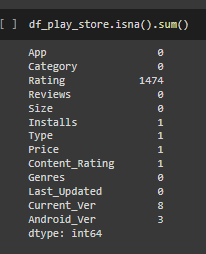 [ ] df_play_store.isna().sum()
App 0
Category 0
Rating 1474
Reviews 0
Size 0
Installs 1
Type 1
Price 1
Content_Rating 1
Genres 0
Last_Updated 0
Current_Ver 8
Android_Ver 3
dtype: int64